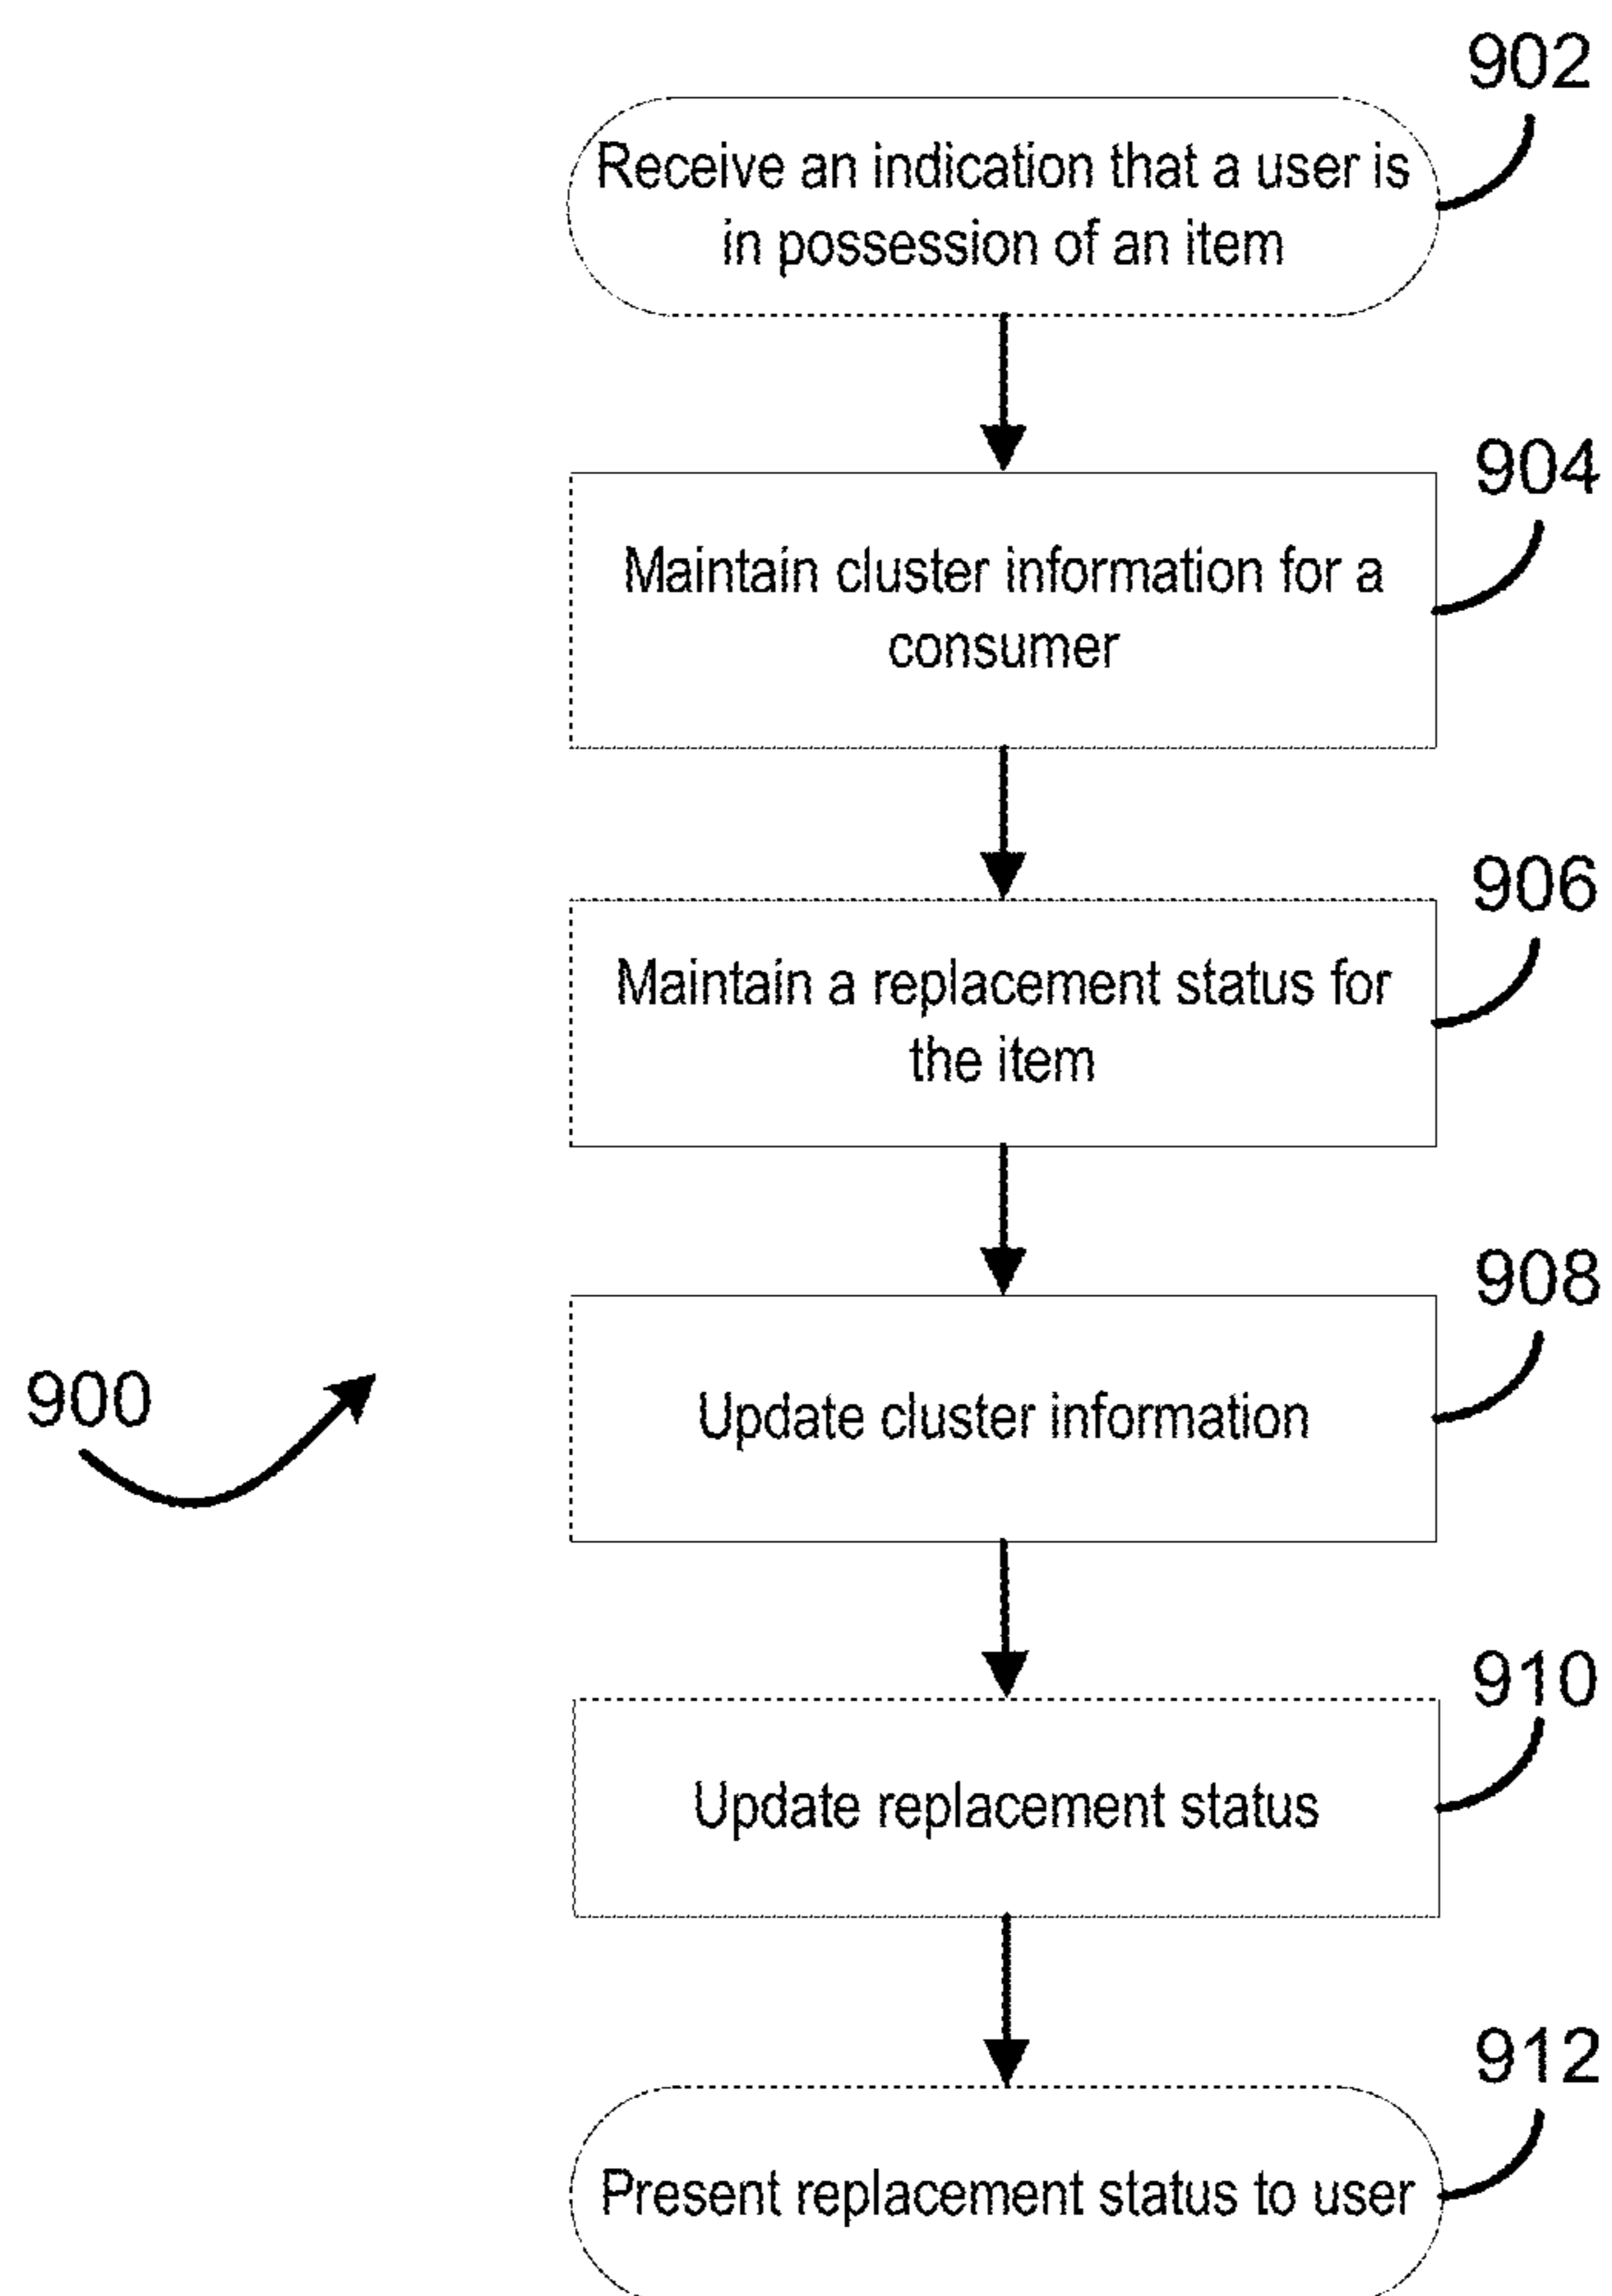 902
Receive an indication that a user is
in possession of an item
904
Maintain cluster information for a
consumer
906
Maintain a replacement status for
the item
908
900
Update cluster information
910
Update replacement status
912
Present replacement status to user